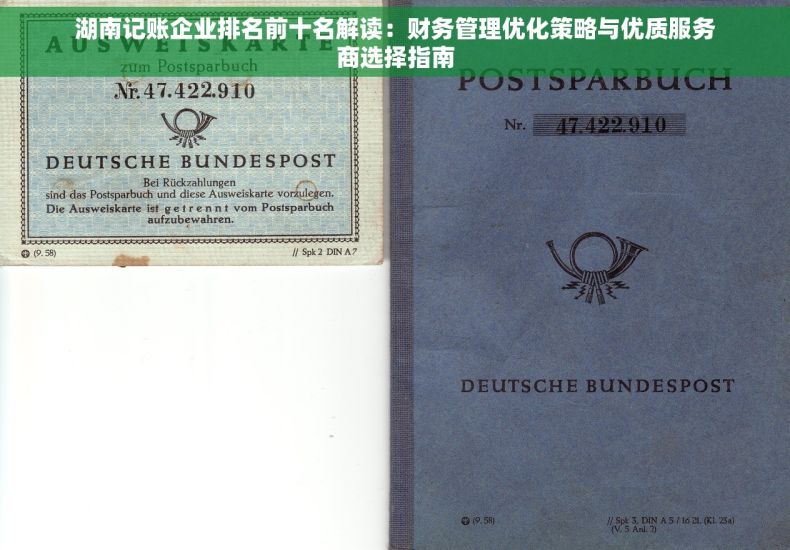 湖南记账企业排名前十名解读：财务管理优化策略与优质服务
商选择指南
AUSWEISKARTE
zum Postsparbuch
Nr. 47.422.910
DEUTSCHE BUNDESPOST
Bei Rückzahlungen
sind das Postsparbuch und diese Ausweiskarte vorzulegen.
Die Ausweiskarte ist getrennt vom Postsparbuch
aufzubewahren.
(9. 58)
// Spk 2 DIN A 7
POSTSPARBUCH
Nr. 47.422.910
DEUTSCHE BUNDESPOST
(9. 58)
// Spk 3, DIN A 5 / 16 Bl. (Kl. 23a)
(V, 5 Anl. 2)